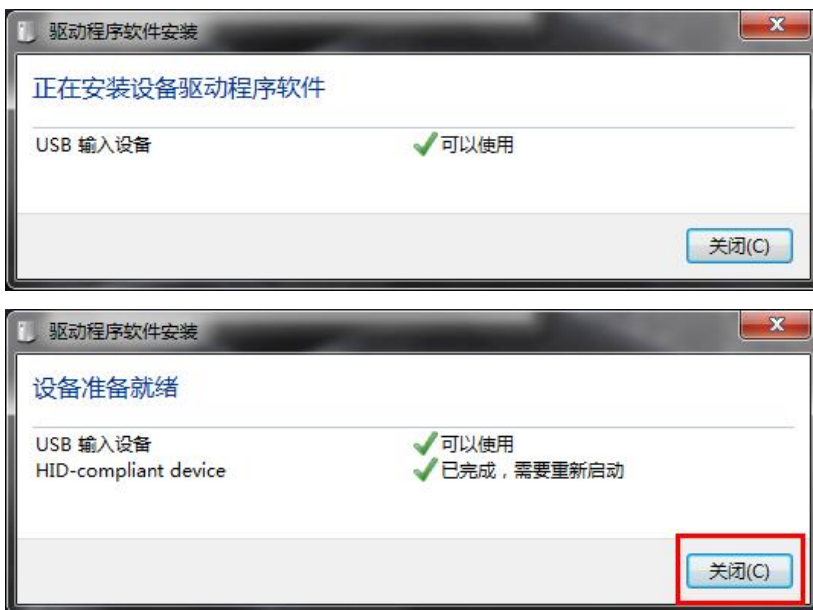 驱动程序软件安装
正在安装设备驱动程序软件
USB 输入设备 可以使用
关闭(C)
驱动程序软件安装
设备准备就绪
USB 输入设备 可以使用
HID-compliant device 已完成，需要重新启动
关闭(C)